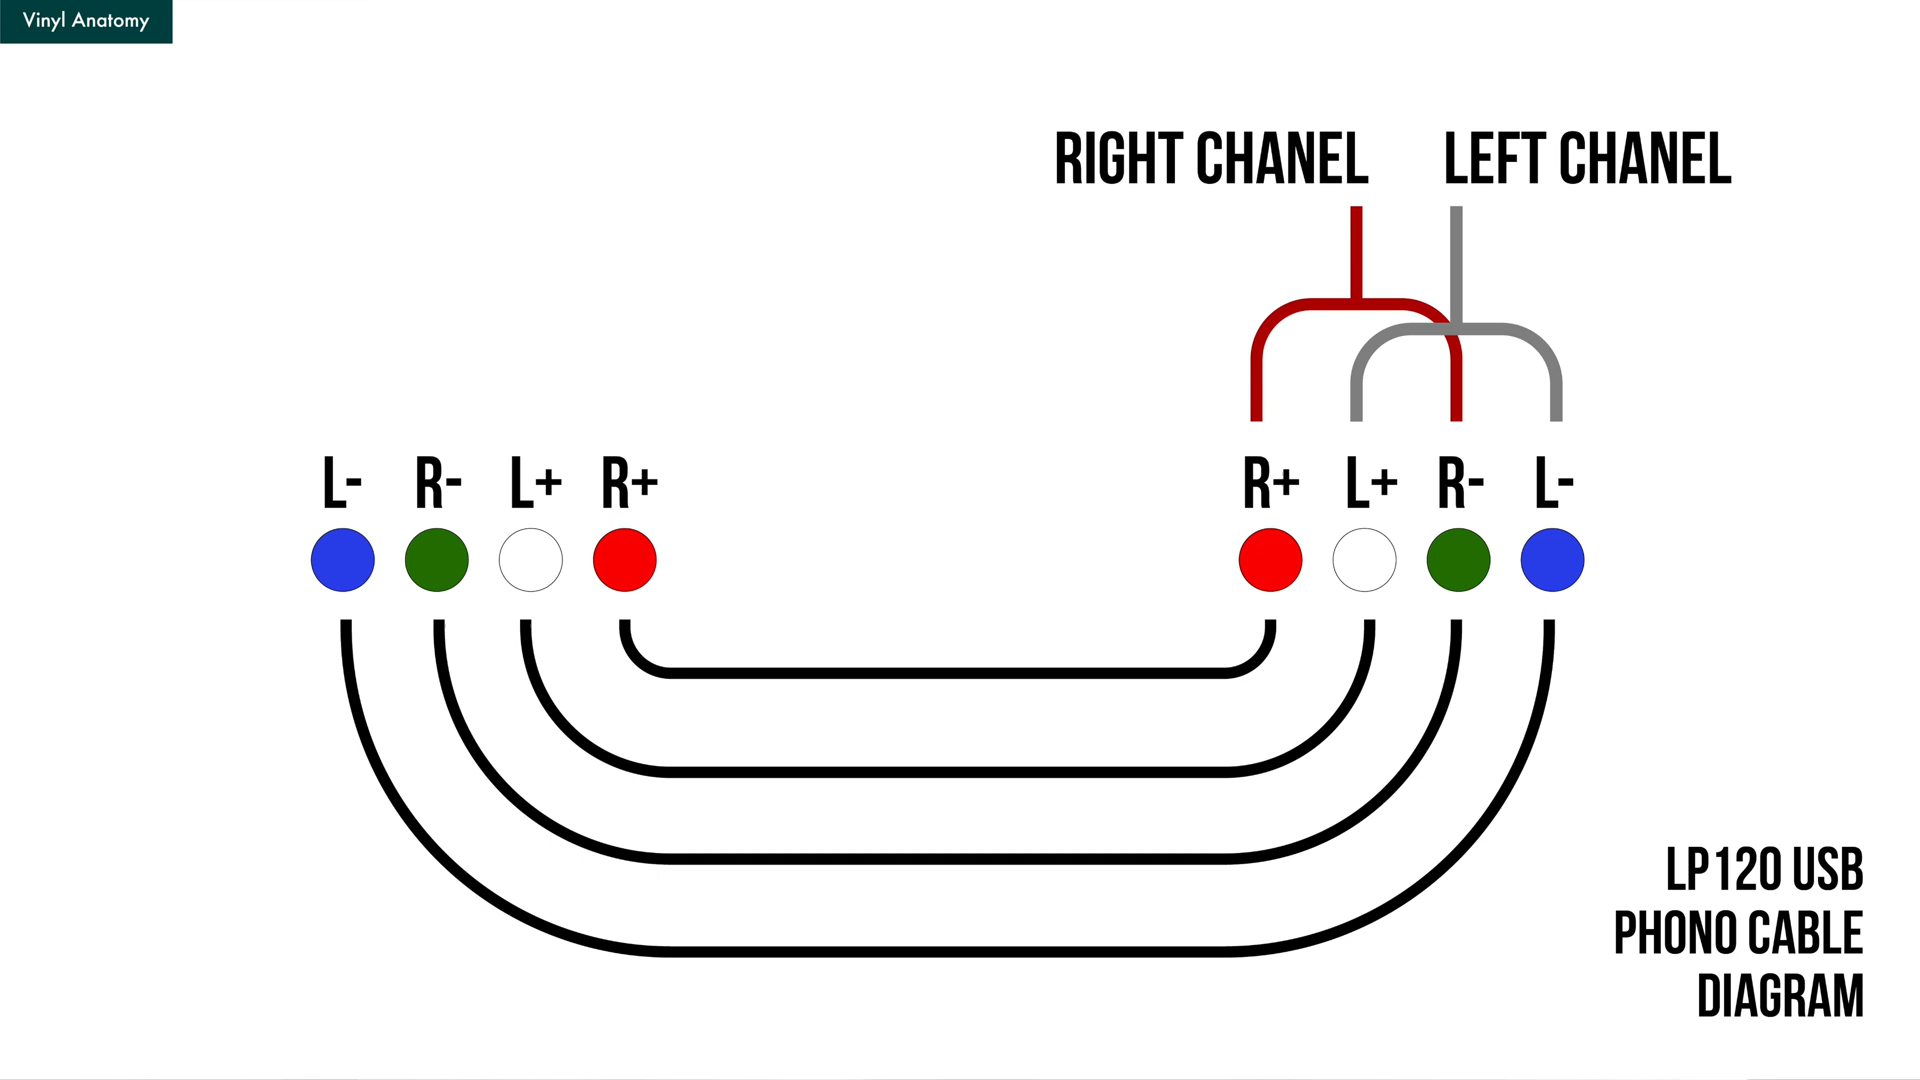 Vinyl Anatomy
RIGHT CHANEL LEFT CHANEL
L- R- L+ R+ R+ L+ R- L-
LP120 USB
PHONO CABLE
DIAGRAM